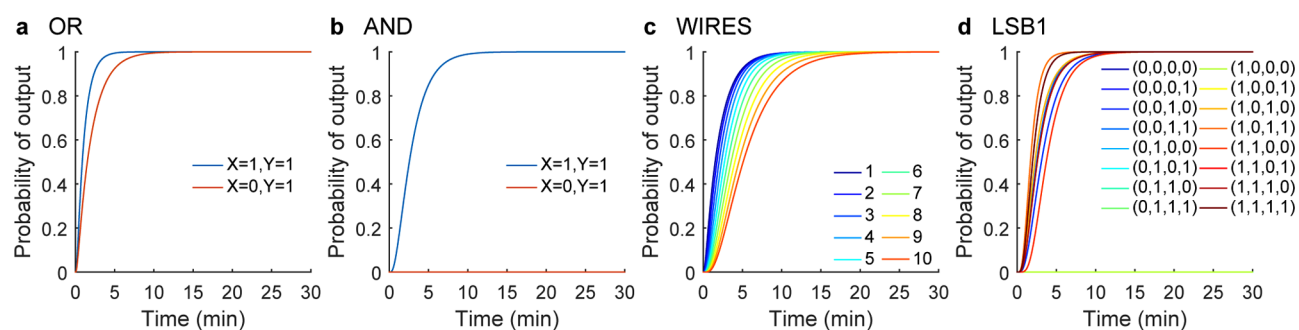 a OR
b AND
c WIRES
d LSB1
Probability of output
1
0.8
0.6
0.4
0.2
0
0 5 10 15 20 25 30
Time (min)
X=1,Y=1
X=0,Y=1
Probability of output
1
0.8
0.6
0.4
0.2
0
0 5 10 15 20 25 30
Time (min)
X=1,Y=1
X=0,Y=1
Probability of output
1
0.8
0.6
0.4
0.2
0
0 5 10 15 20 25 30
Time (min)
1 6
2 7
3 8
4 9
5 10
Probability of output
1
0.8
0.6
0.4
0.2
0
0 5 10 15 20 25 30
Time (min)
(0,0,0,0) (1,0,0,0)
(0,0,0,1) (1,0,0,1)
(0,0,1,0) (1,0,1,0)
(0,0,1,1) (1,0,1,1)
(0,1,0,0) (1,1,0,0)
(0,1,0,1) (1,1,0,1)
(0,1,1,0) (1,1,1,0)
(0,1,1,1) (1,1,1,1)